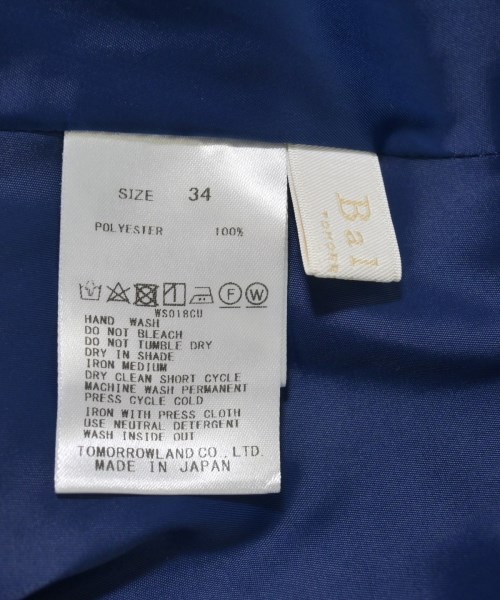 SIZE 34
POLYESTER 100%
F W
WS018CU
HAND WASH
DO NOT BLEACH
DO NOT TUMBLE DRY
DRY IN SHADE
IRON MEDIUM
DRY CLEAN SHORT CYCLE
MACHINE WASH PERMANENT
PRESS CYCLE COLD
IRON WITH PRESS CLOTH
USE NEUTRAL DETERGENT
WASH INSIDE OUT
TOMORROWLAND CO., LTD.
MADE IN JAPAN
Bal